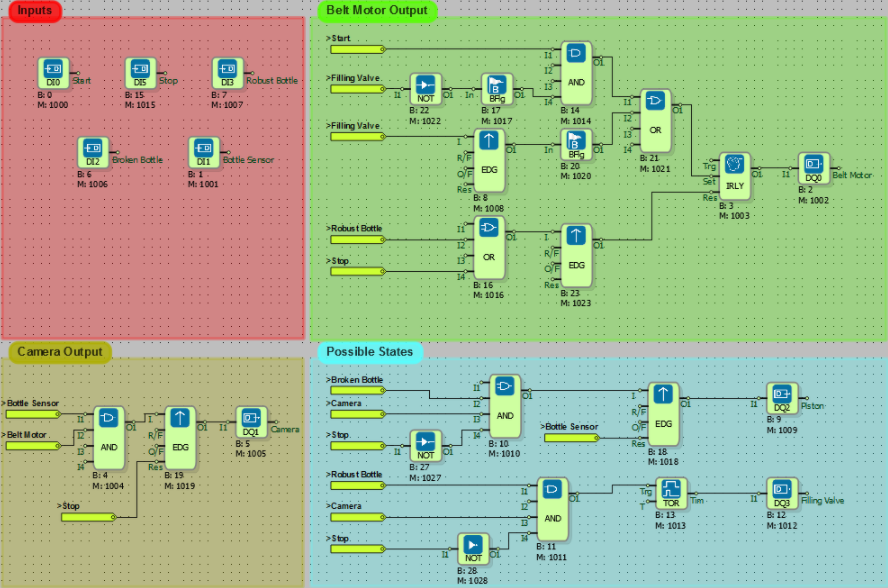 Inputs
DI0
Start
B: 0
M: 1000
DI5
Stop
B: 15
M: 1015
DI3
Robust Bottle
B: 7
M: 1007
DI2
Broken Bottle
B: 6
M: 1006
DI1
Bottle Sensor
B: 1
M: 1001
Belt Motor Output
>Start
>Filling Valve
I1
NOT
O1
B: 22
M: 1022
In
BFlg
O1
B: 17
M: 1017
I1
I2
I3
I4
AND
O1
B: 14
M: 1014
>Filling Valve
I
R/F
O/F
Res
EDG
O1
B: 8
M: 1008
In
BFlg
O1
B: 20
M: 1020
I1
I2
I3
I4
OR
O1
B: 21
M: 1021
Trg
Set
Res
IRLY
O1
B: 3
M: 1003
I1
DQ0
Belt Motor
B: 2
M: 1002
>Robust Bottle
>Stop
I1
I2
I3
I4
OR
O1
B: 16
M: 1016
I
R/F
O/F
Res
EDG
O1
B: 23
M: 1023
Camera Output
>Bottle Sensor
>Belt Motor
I1
I2
I3
I4
AND
O1
B: 4
M: 1004
I
R/F
O/F
Res
EDG
O1
B: 19
M: 1019
I1
DQ1
Camera
B: 5
M: 1005
>Stop
Possible States
>Broken Bottle
>Camera
>Stop
I1
NOT
O1
B: 27
M: 1027
I1
I2
I3
I4
AND
O1
B: 10
M: 1010
>Bottle Sensor
I
R/F
O/F
Res
EDG
O1
B: 18
M: 1018
I1
DQ2
Piston
B: 9
M: 1009
>Robust Bottle
>Camera
>Stop
I1
NOT
O1
B: 28
M: 1028
I1
I2
I3
I4
AND
O1
B: 11
M: 1011
Trg
T
TOR
Tim
B: 13
M: 1013
I1
DQ3
Filling Valve
B: 12
M: 1012